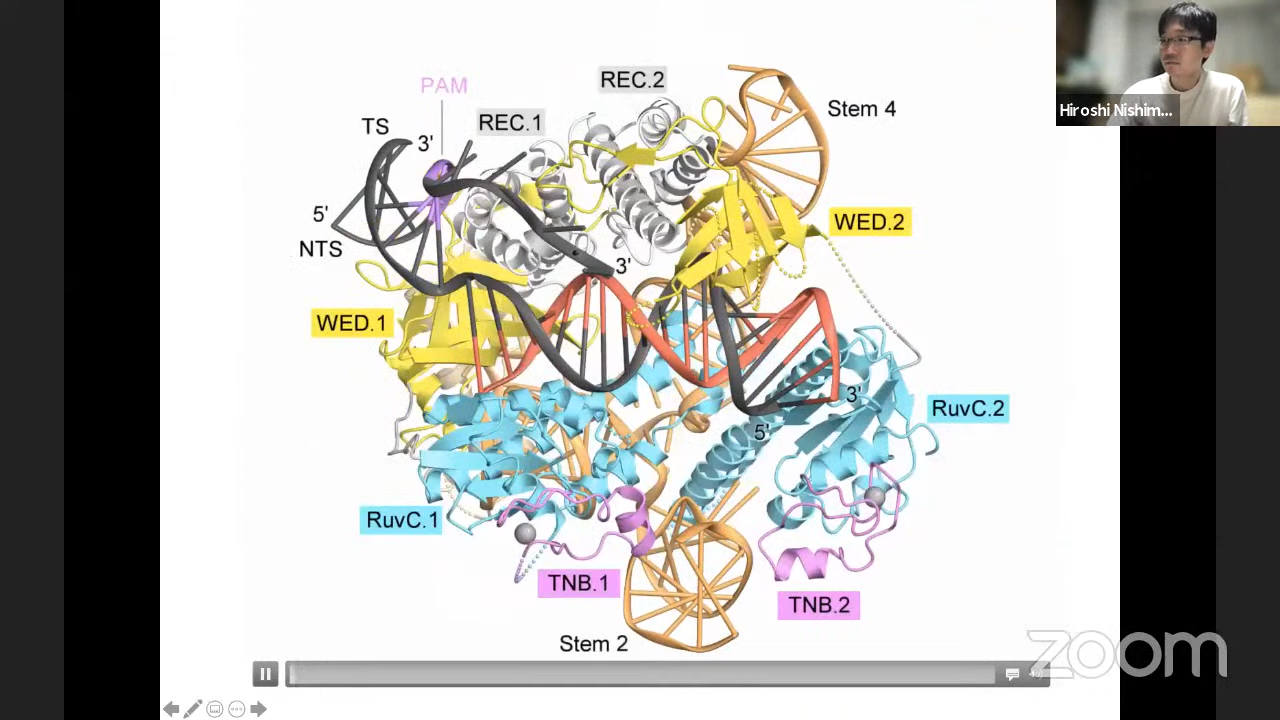 Hiroshi Nishim...
REC.2
PAM
Stem 4
REC.1
TS
3'
5'
WED.2
NTS
3'
WED.1
3'
RuvC.2
5'
RuvC.1
TNB.1
TNB.2
Stem 2
zoom